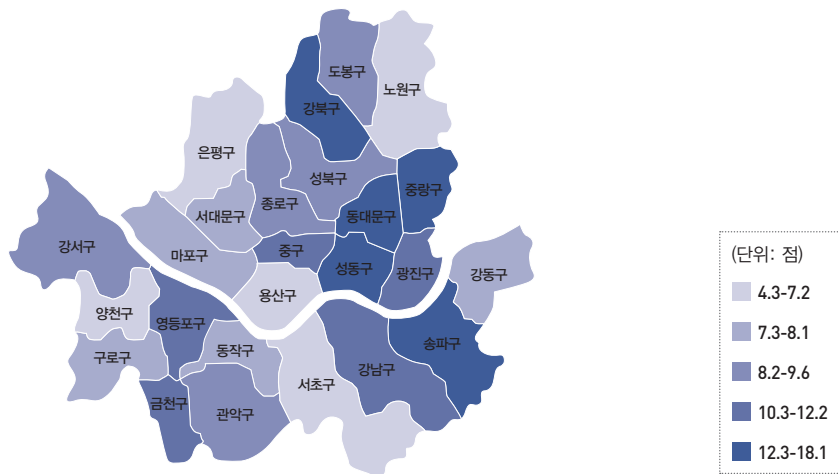 도봉구
노원구
강북구
은평구
성북구
중랑구
종로구
서대문구
동대문구
강서구
마포구
중구
성동구
광진구
강동구
용산구
양천구
영등포구
송파구
구로구
동작구
강남구
서초구
금천구
관악구
(단위: 점)
4.3-7.2
7.3-8.1
8.2-9.6
10.3-12.2
12.3-18.1